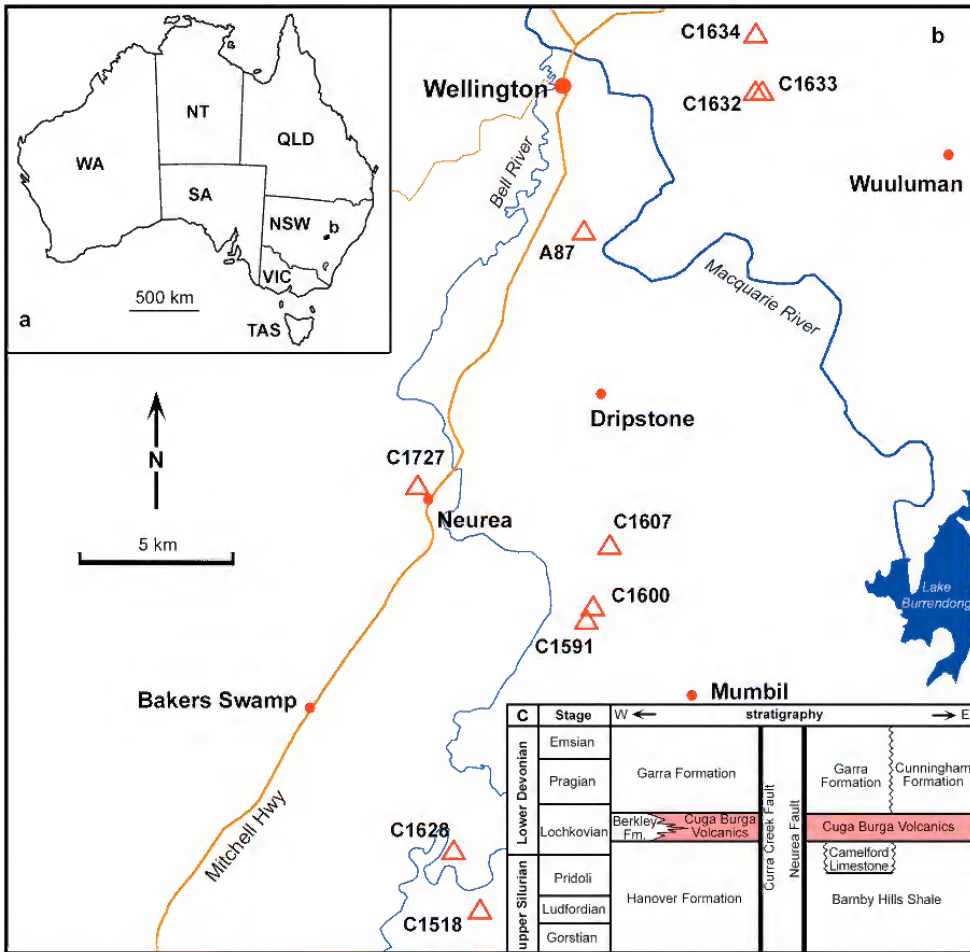 C1634
b
C1633
Wellington
C1632
NT
QLD
WA
Bell River
Wuuluman
SA
NSW
b
A87
VIC
500 km
Macquarie River
a
TAS
Dripstone
N
C1727
Neurea
5 km
C1607
Lake
Burrendong
C1600
C1591
Bakers Swamp
Mumbil
Mitchell Hwy
C1628
C1518
C
Stage
W
stratigraphy
E
Lower Devonian
Emsian
Pragian
Lochkovian
upper Silurian
Pridoli
Ludfordian
Gorstian
Garra Formation
Berkley
Fm.
Cuga Burga
Volcanics
Hanover Formation
Curra Creek Fault
Neurea Fault
Garra
Formation
Cunningham
Formation
Cuga Burga Volcanics
Camelford
Limestone
Barnby Hills Shale